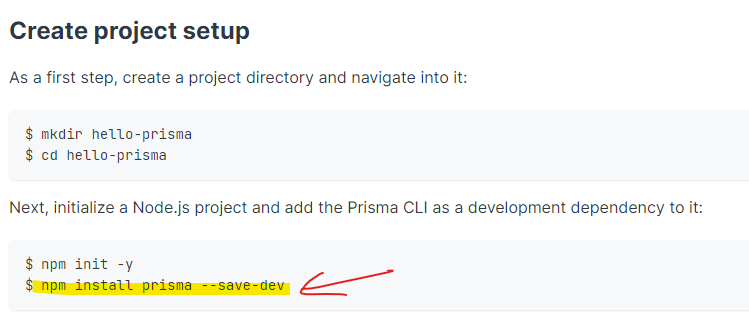 Create project setup
As a first step, create a project directory and navigate into it:
$ mkdir hello-prisma
$ cd hello-prisma
Next, initialize a Node.js project and add the Prisma CLI as a development dependency to it:
$ npm init -y
$ npm install prisma --save-dev